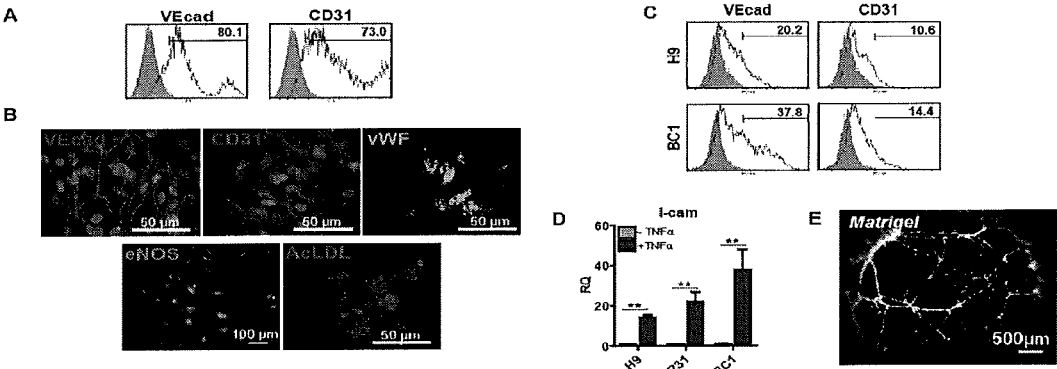 A
VEcad
80.1
CD31
73.0
B
VEcad
CD31
vWF
50 µm
50 µm
50 µm
eNOS
AcLDL
100 µm
50 µm
C
VEcad
CD31
H9
20.2
10.6
BC1
37.8
14.4
D
I-cam
- TNFα
+TNFα
RQ
60
40
20
0
**
**
**
H9
BC1
E
Matrigel
500µm